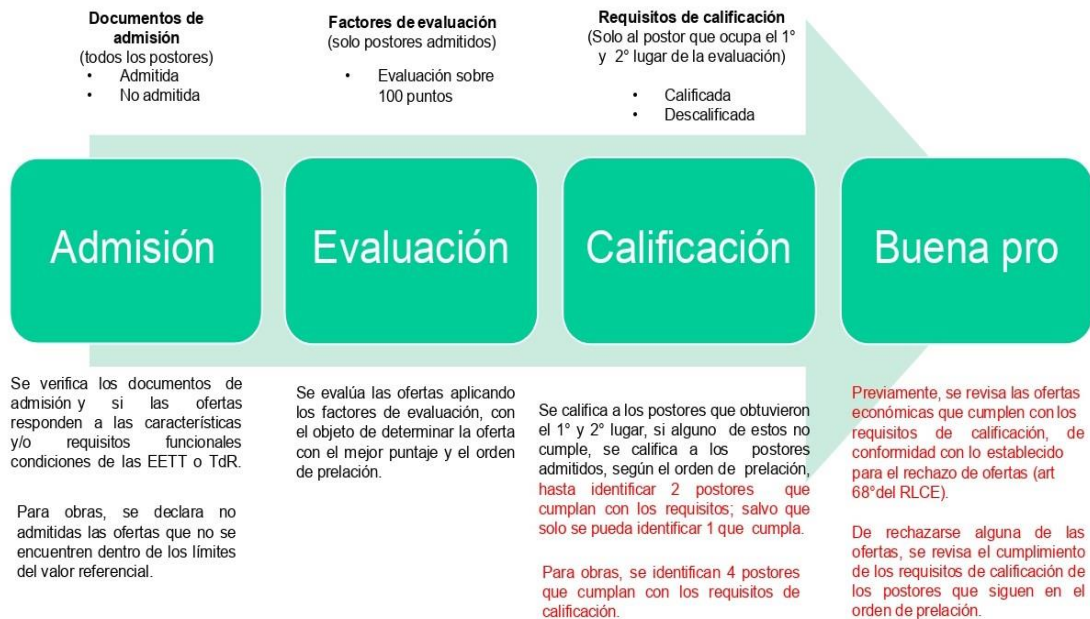 Documentos de
admisión
(todos los postores)
• Admitida
• No admitida
Factores de evaluación
(solo postores admitidos)
• Evaluación sobre
100 puntos
Requisitos de calificación
(Solo al postor que ocupa el 1°
y 2° lugar de la evaluación)
• Calificada
• Descalificada
Admisión
Evaluación
Calificación
Buena pro
Se verifica los documentos de
admisión y si las ofertas
responden a las características
y/o requisitos funcionales
condiciones de las EETT o TdR.
Para obras, se declara no
admitidas las ofertas que no se
encuentren dentro de los límites
del valor referencial.
Se evalúa las ofertas aplicando
los factores de evaluación, con
el objeto de determinar la oferta
con el mejor puntaje y el orden
de prelación.
Se califica a los postores que obtuvieron
el 1° y 2° lugar, si alguno de estos no
cumple, se califica a los postores
admitidos, según el orden de prelación,
hasta identificar 2 postores que
cumplan con los requisitos; salvo que
solo se pueda identificar 1 que cumpla.
Para obras, se identifican 4 postores
que cumplan con los requisitos de
calificación.
Previamente, se revisa las ofertas
económicas que cumplen con los
requisitos de calificación, de
conformidad con lo establecido
para el rechazo de ofertas (art
68°del RLCE).
De rechazarse alguna de las
ofertas, se revisa el cumplimiento
de los requisitos de calificación de
los postores que siguen en el
orden de prelación.